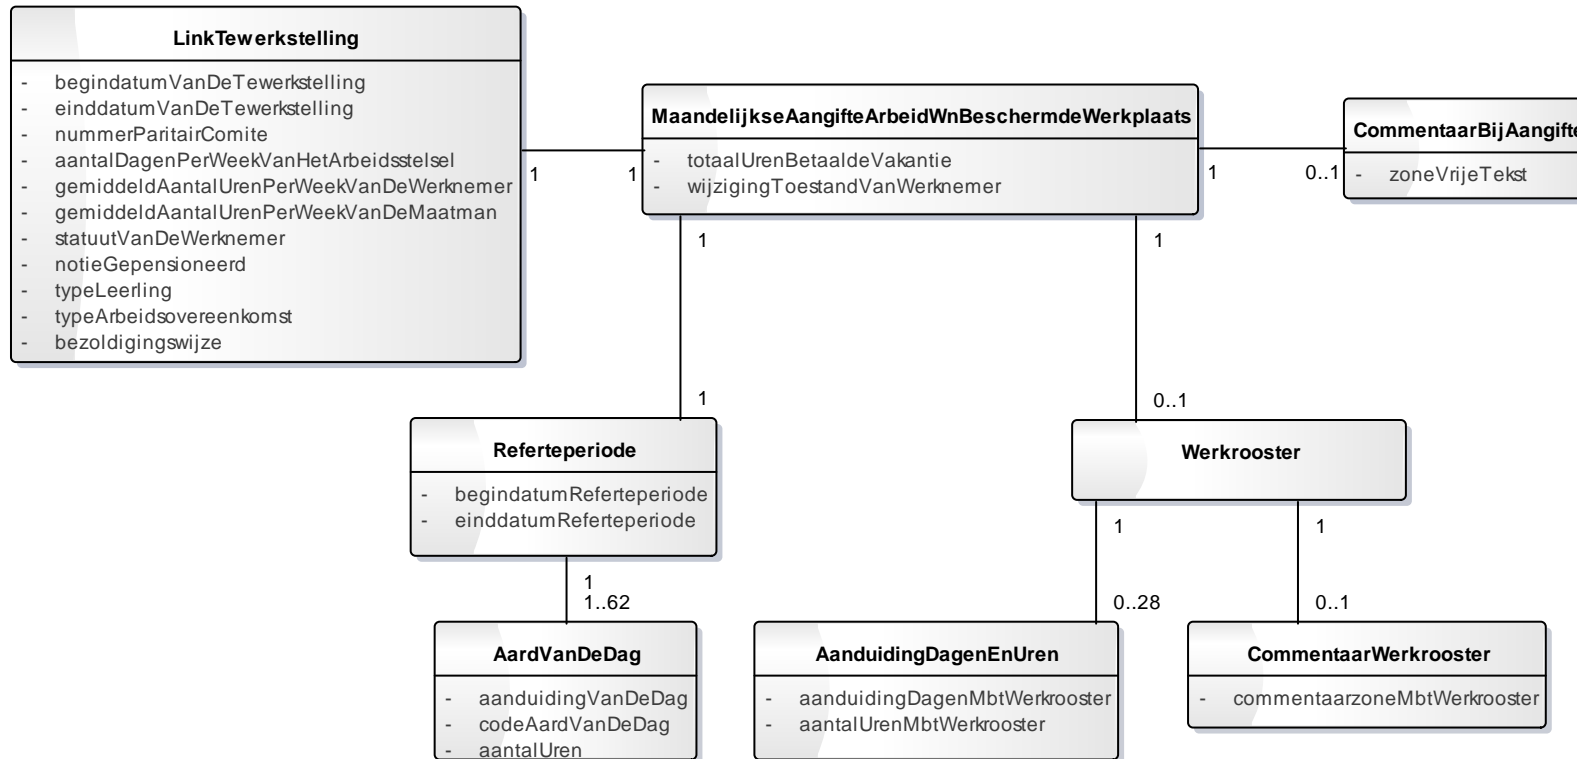 LinkTewerkstelling
- begindatumVanDeTewerkstelling
- einddatumVanDeTewerkstelling
- nummerParitairComite
- aantalDagenPerWeekVanHetArbeidsstelsel
- gemiddeldAantalUrenPerWeekVanDeWerknemer
- gemiddeldAantalUrenPerWeekVanDeMaatman
- statuutVanDeWerknemer
- notieGepensioneerd
- typeLeerling
- typeArbeidsovereenkomst
- bezoldigingswijze
1
1
MaandelijkseAangifteArbeidWnBeschermdeWerkplaats
- totaalUrenBetaaldeVakantie
- wijzigingToestandVanWerknemer
1
0..1
CommentaarBijAangifte
- zoneVrijeTekst
1
1
1
0..1
Referteperiode
- begindatumReferteperiode
- einddatumReferteperiode
Werkrooster
1
1..62
1
0..28
1
0..1
AardVanDeDag
- aanduidingVanDeDag
- codeAardVanDeDag
- aantalUren
AanduidingDagenEnUren
- aanduidingDagenMbtWerkrooster
- aantalUrenMbtWerkrooster
CommentaarWerkrooster
- commentaarzoneMbtWerkrooster